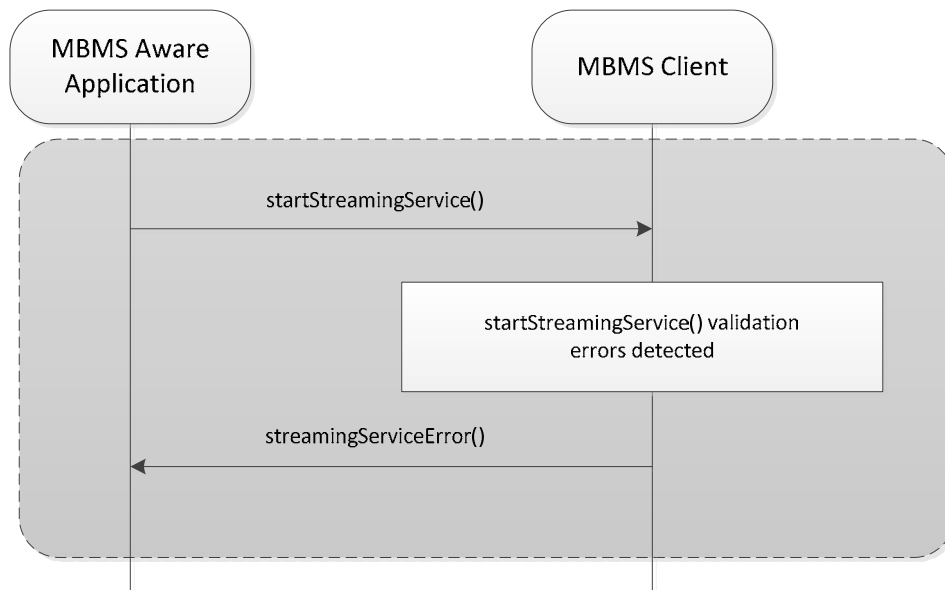 MBMS Aware
Application
MBMS Client
startStreamingService()
startStreamingService() validation
errors detected
streamingServiceError()